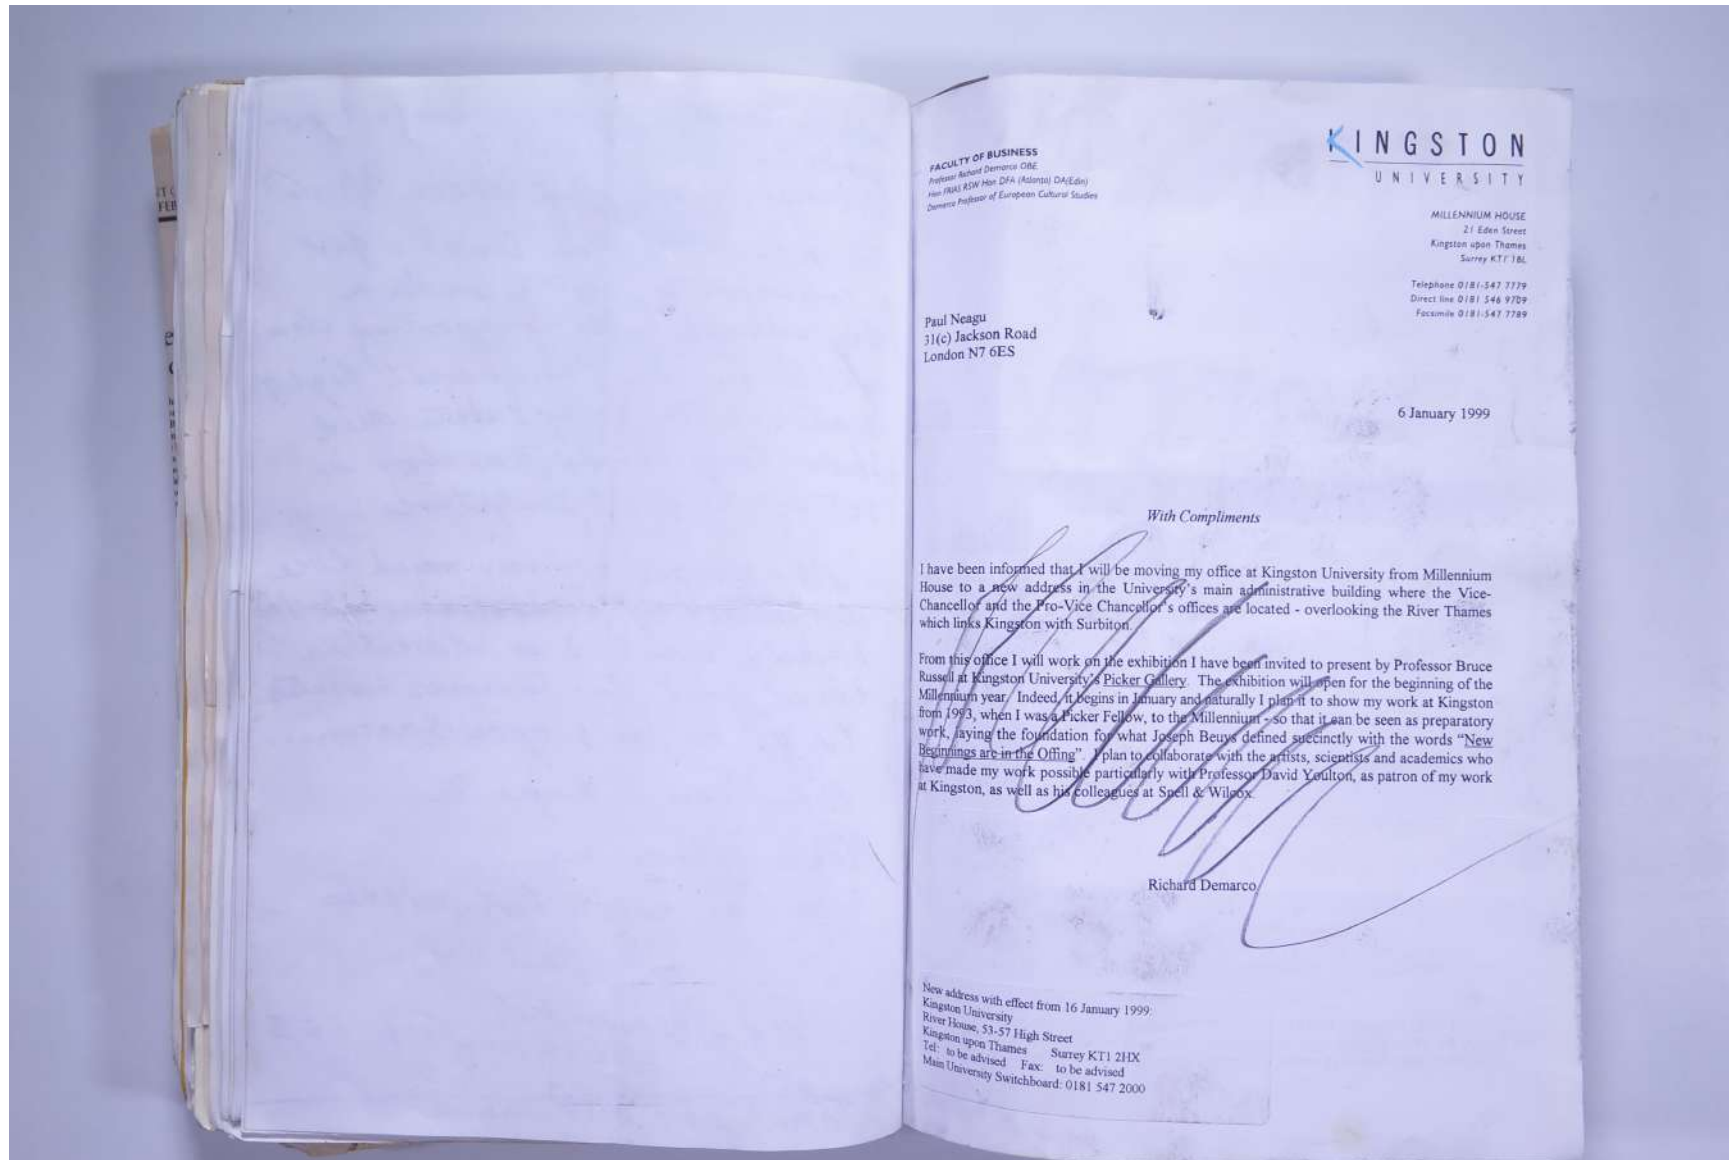 FACULTY OF BUSINESS
Professor Richard Demarco OBE
Hon FRIAS RSW Hon DFA (Atlanta) DA(Edin)
Demarco Professor of European Cultural Studies
KINGSTON
UNIVERSITY
MILLENNIUM HOUSE
21 Eden Street
Kingston upon Thames
Surrey KT1 1BL
Telephone 0181-547 7779
Direct line 0181 546 9709
Facsimile 0181-547 7789
Paul Neagu
31(c) Jackson Road
London N7 6ES
6 January 1999
With Compliments
I have been informed that I will be moving my office at Kingston University from Millennium
House to a new address in the University's main administrative building where the Vice-
Chancellor and the Pro-Vice Chancellor's offices are located - overlooking the River Thames
which links Kingston with Surbiton.
From this office I will work on the exhibition I have been invited to present by Professor Bruce
Russell at Kingston University's Picker Gallery. The exhibition will open for the beginning of the
Millennium year. Indeed, it begins in January and naturally I plan it to show my work at Kingston
from 1993, when I was a Picker Fellow, to the Millennium - so that it can be seen as preparatory
work, laying the foundation for what Joseph Beuys defined succinctly with the words "New
Beginnings are in the Offing". I plan to collaborate with the artists, scientists and academics who
have made my work possible particularly with Professor David Youlton, as patron of my work
at Kingston, as well as his colleagues at Spell & Wilcox.
Richard Demarco
New address with effect from 16 January 1999:
Kingston University
River House, 53-57 High Street
Kingston upon Thames Surrey KT1 2HX
Tel: to be advised Fax: to be advised
Main University Switchboard: 0181 547 2000